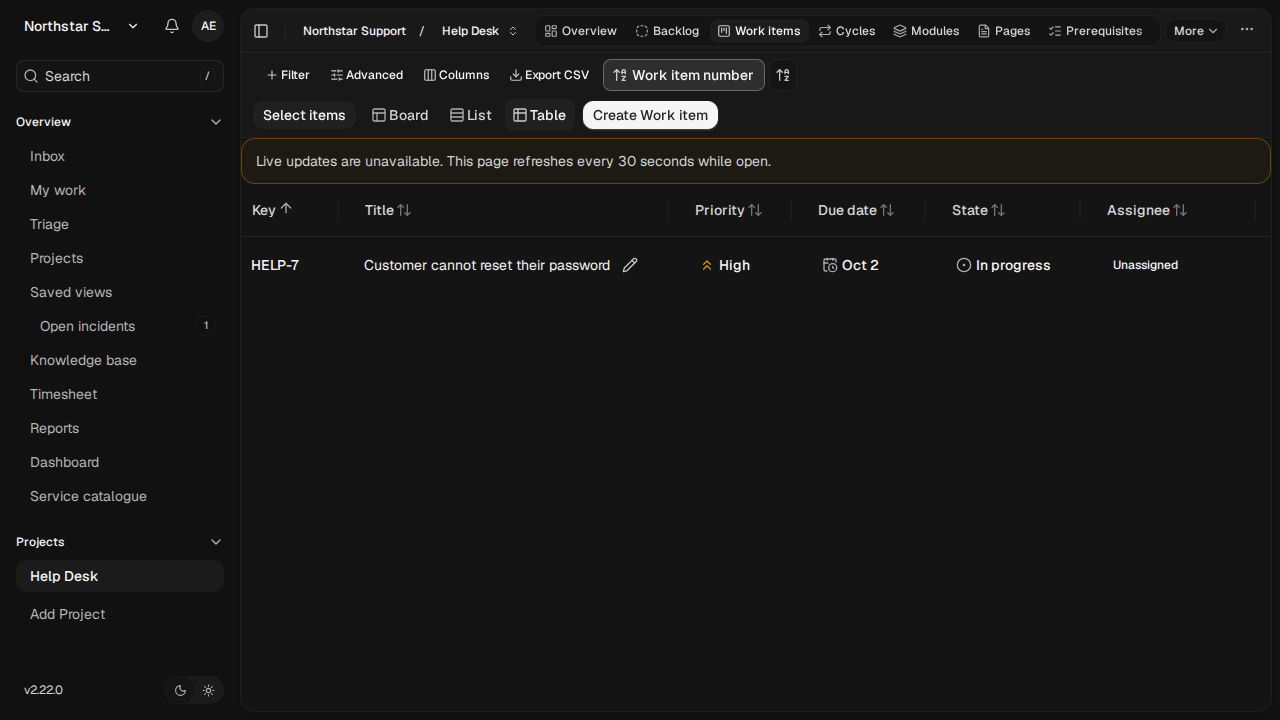 Northstar S...
AE
Search
/
Overview
Inbox
My work
Triage
Projects
Saved views
Open incidents
1
Knowledge base
Timesheet
Reports
Dashboard
Service catalogue
Projects
Help Desk
Add Project
v2.22.0
Northstar Support / Help Desk
Overview
Backlog
Work items
Cycles
Modules
Pages
Prerequisites
More
Filter
Advanced
Columns
Export CSV
Work item number
Select items
Board
List
Table
Create Work item
Live updates are unavailable. This page refreshes every 30 seconds while open.
Key Title Priority Due date State Assignee
HELP-7 Customer cannot reset their password High Oct 2 In progress Unassigned